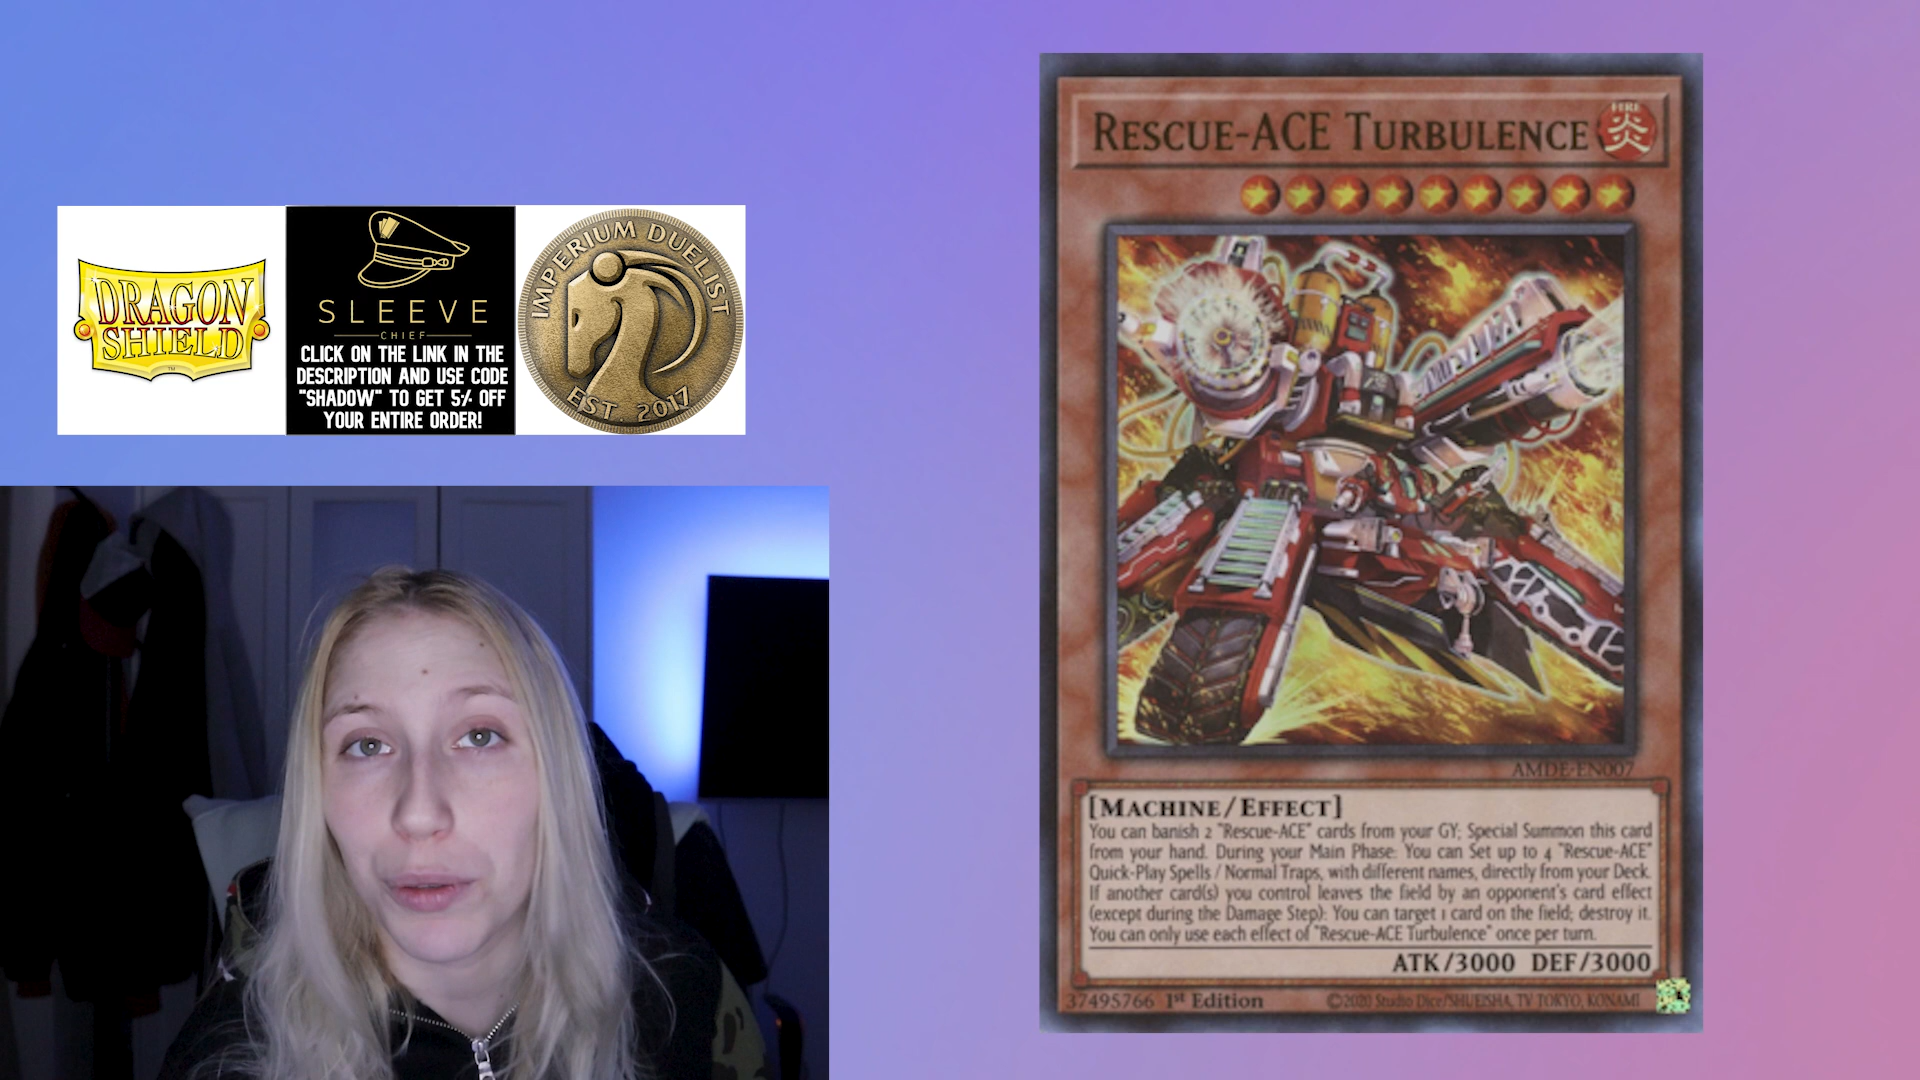 DRAGON
SHIELD
TM
SLEEVE
CHIEF
CLICK ON THE LINK IN THE
DESCRIPTION AND USE CODE
"SHADOW" TO GET 5% OFF
YOUR ENTIRE ORDER!
IMPERIUM DUELIST
EST. 2017
RESCUE-ACE TURBULENCE
FIRE
炎
AMDE-EN007
[MACHINE/EFFECT]
You can banish 2 "Rescue-ACE" cards from your GY; Special Summon this card
from your hand. During your Main Phase: You can Set up to 4 "Rescue-ACE"
Quick-Play Spells / Normal Traps, with different names, directly from your Deck.
If another card(s) you control leaves the field by an opponent's card effect
(except during the Damage Step): You can target 1 card on the field; destroy it.
You can only use each effect of "Rescue-ACE Turbulence" once per turn.
ATK/3000 DEF/3000
37495766 1st Edition ©2020 Studio Dice/SHUEISHA, TV TOKYO, KONAMI